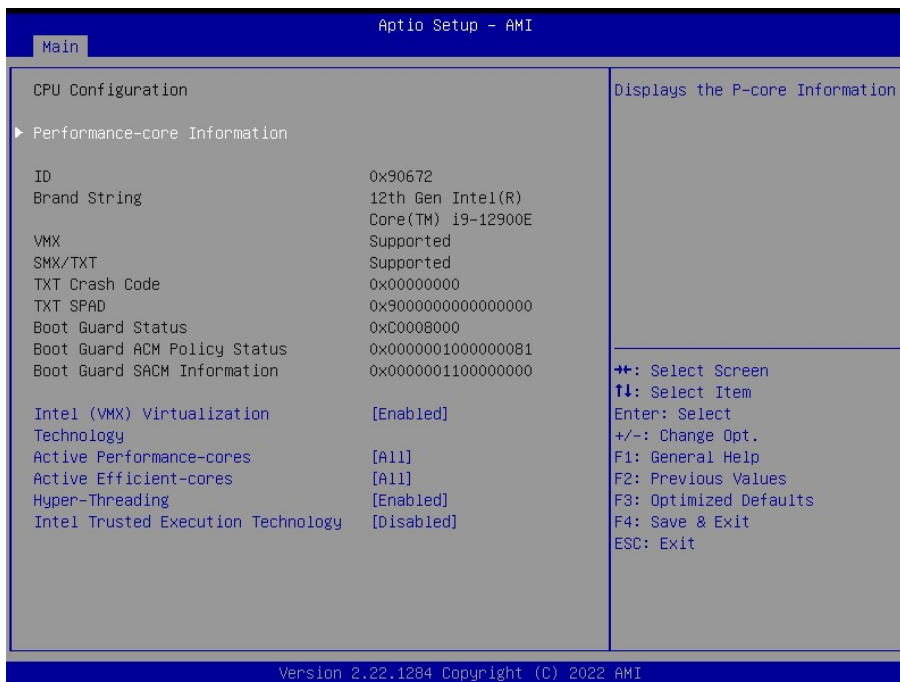 Aptio Setup - AMI
Main
CPU Configuration
Displays the P-core Information
Performance-core Information
ID 0x90672
Brand String 12th Gen Intel(R)
Core(TM) i9-12900E
VMX Supported
SMX/TXT Supported
TXT Crash Code 0x00000000
TXT SPAD 0x9000000000000000
Boot Guard Status 0xC0008000
Boot Guard ACM Policy Status 0x0000001000000081
Boot Guard SACM Information 0x0000001100000000
Intel (VMX) Virtualization [Enabled]
Technology
Active Performance-cores [All]
Active Efficient-cores [All]
Hyper-Threading [Enabled]
Intel Trusted Execution Technology [Disabled]
→←: Select Screen
↑↓: Select Item
Enter: Select
+/-: Change Opt.
F1: General Help
F2: Previous Values
F3: Optimized Defaults
F4: Save & Exit
ESC: Exit
Version 2.22.1284 Copyright (C) 2022 AMI